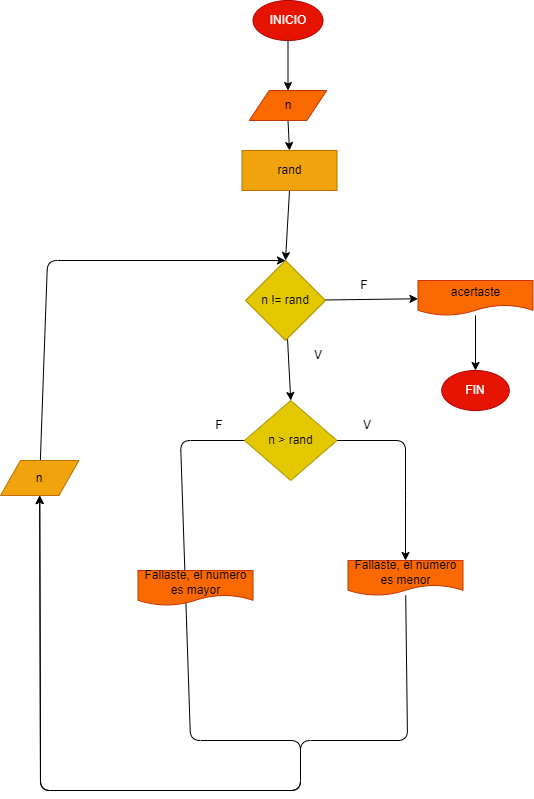 INICIO
n
rand
n != rand
F
acertaste
V
FIN
n > rand
F
V
n
Fallaste, el numero
es mayor
Fallaste, el numero
es menor